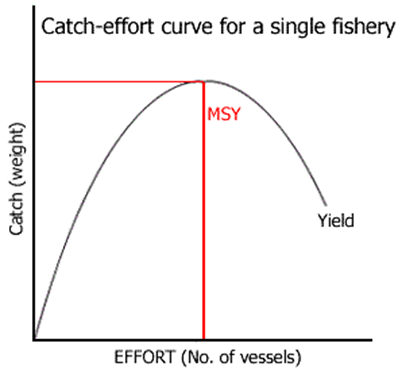 Catch-effort curve for a single fishery
MSY
Catch (weight)
Yield
EFFORT (No. of vessels)